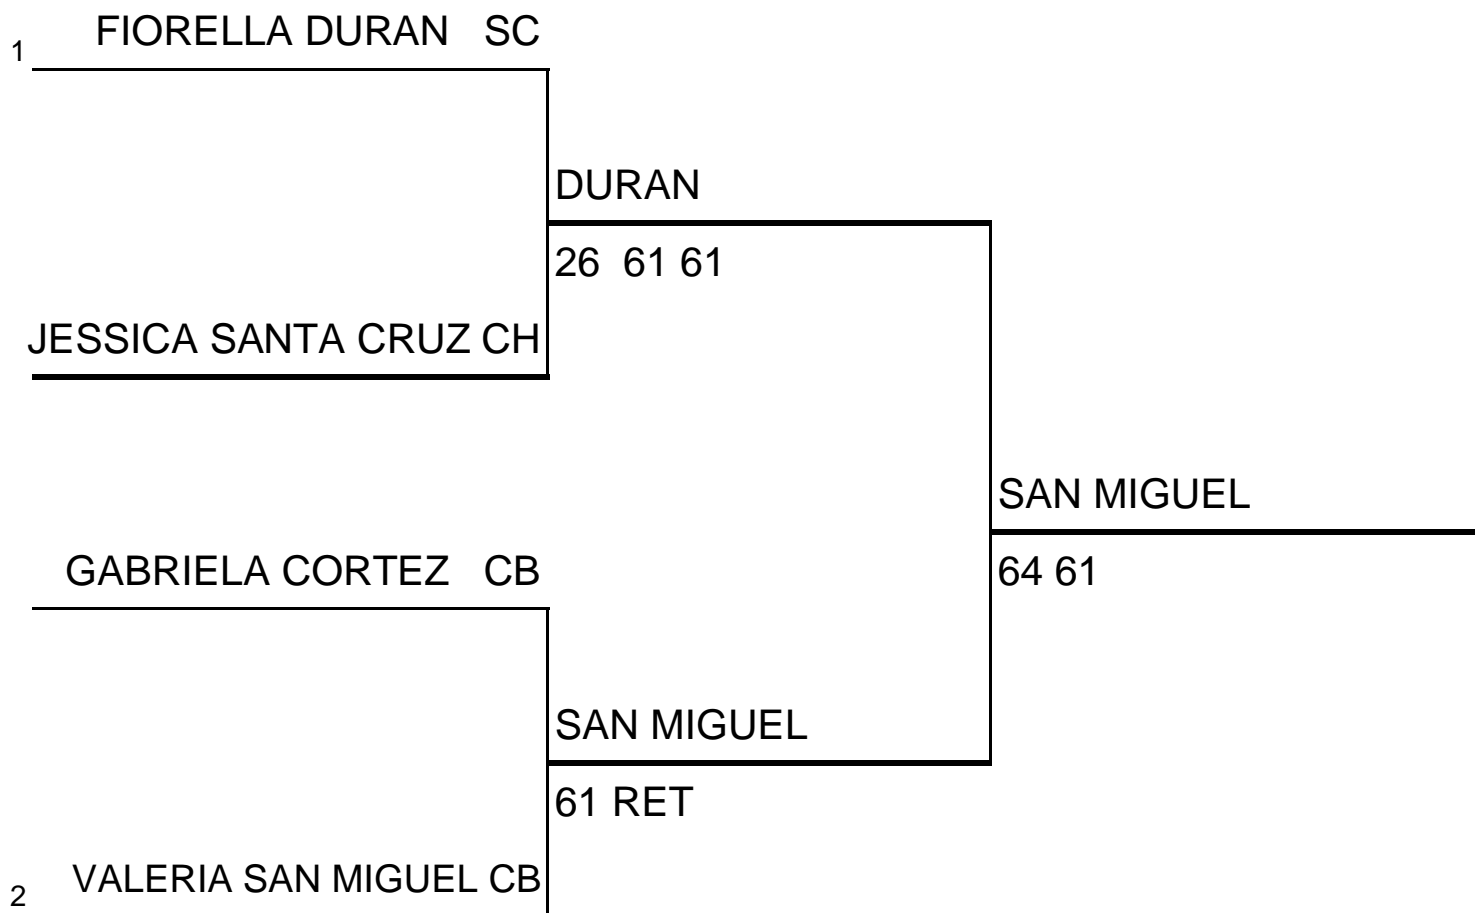 1 FIORELLA DURAN SC
DURAN
26 61 61
JESSICA SANTA CRUZ CH
SAN MIGUEL
64 61
GABRIELA CORTEZ CB
SAN MIGUEL
61 RET
2 VALERIA SAN MIGUEL CB